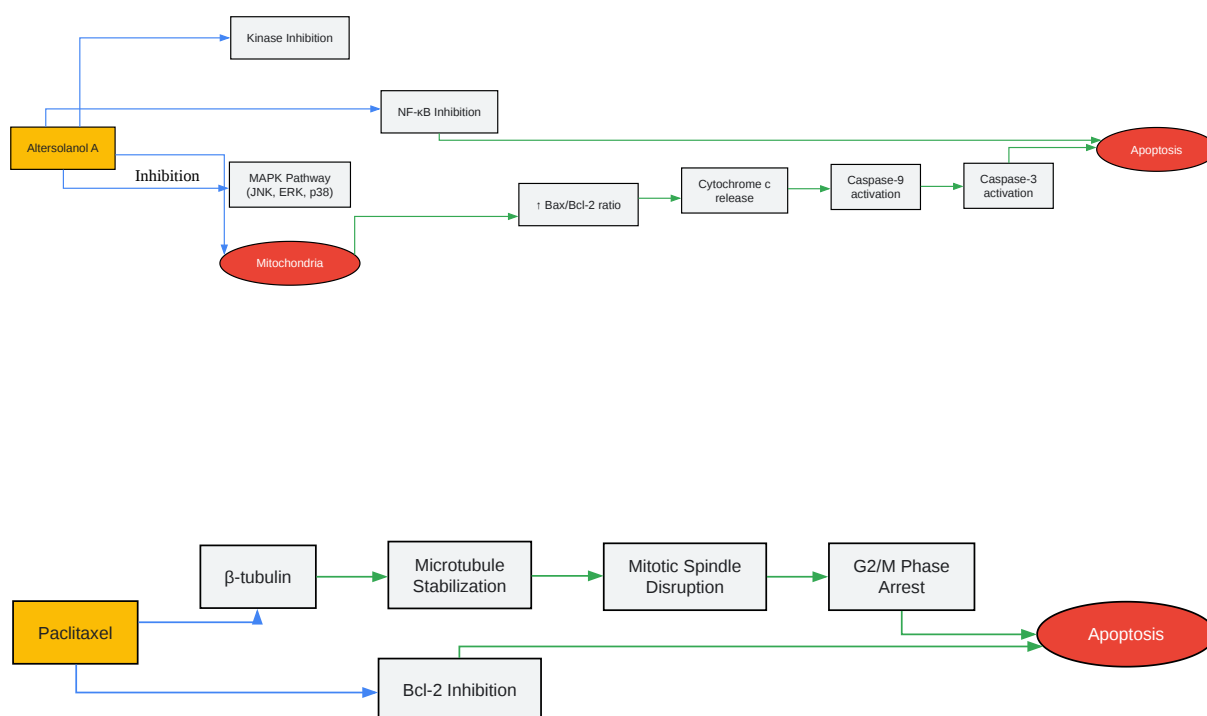 Kinase Inhibition
NF-κB Inhibition
Altersolanol A
Apoptosis
Inhibition
MAPK Pathway
(JNK, ERK, p38)
↑ Bax/Bcl-2 ratio
Cytochrome c
release
Caspase-9
activation
Caspase-3
activation
Mitochondria
β-tubulin
Microtubule
Stabilization
Mitotic Spindle
Disruption
G2/M Phase
Arrest
Paclitaxel
Apoptosis
Bcl-2 Inhibition